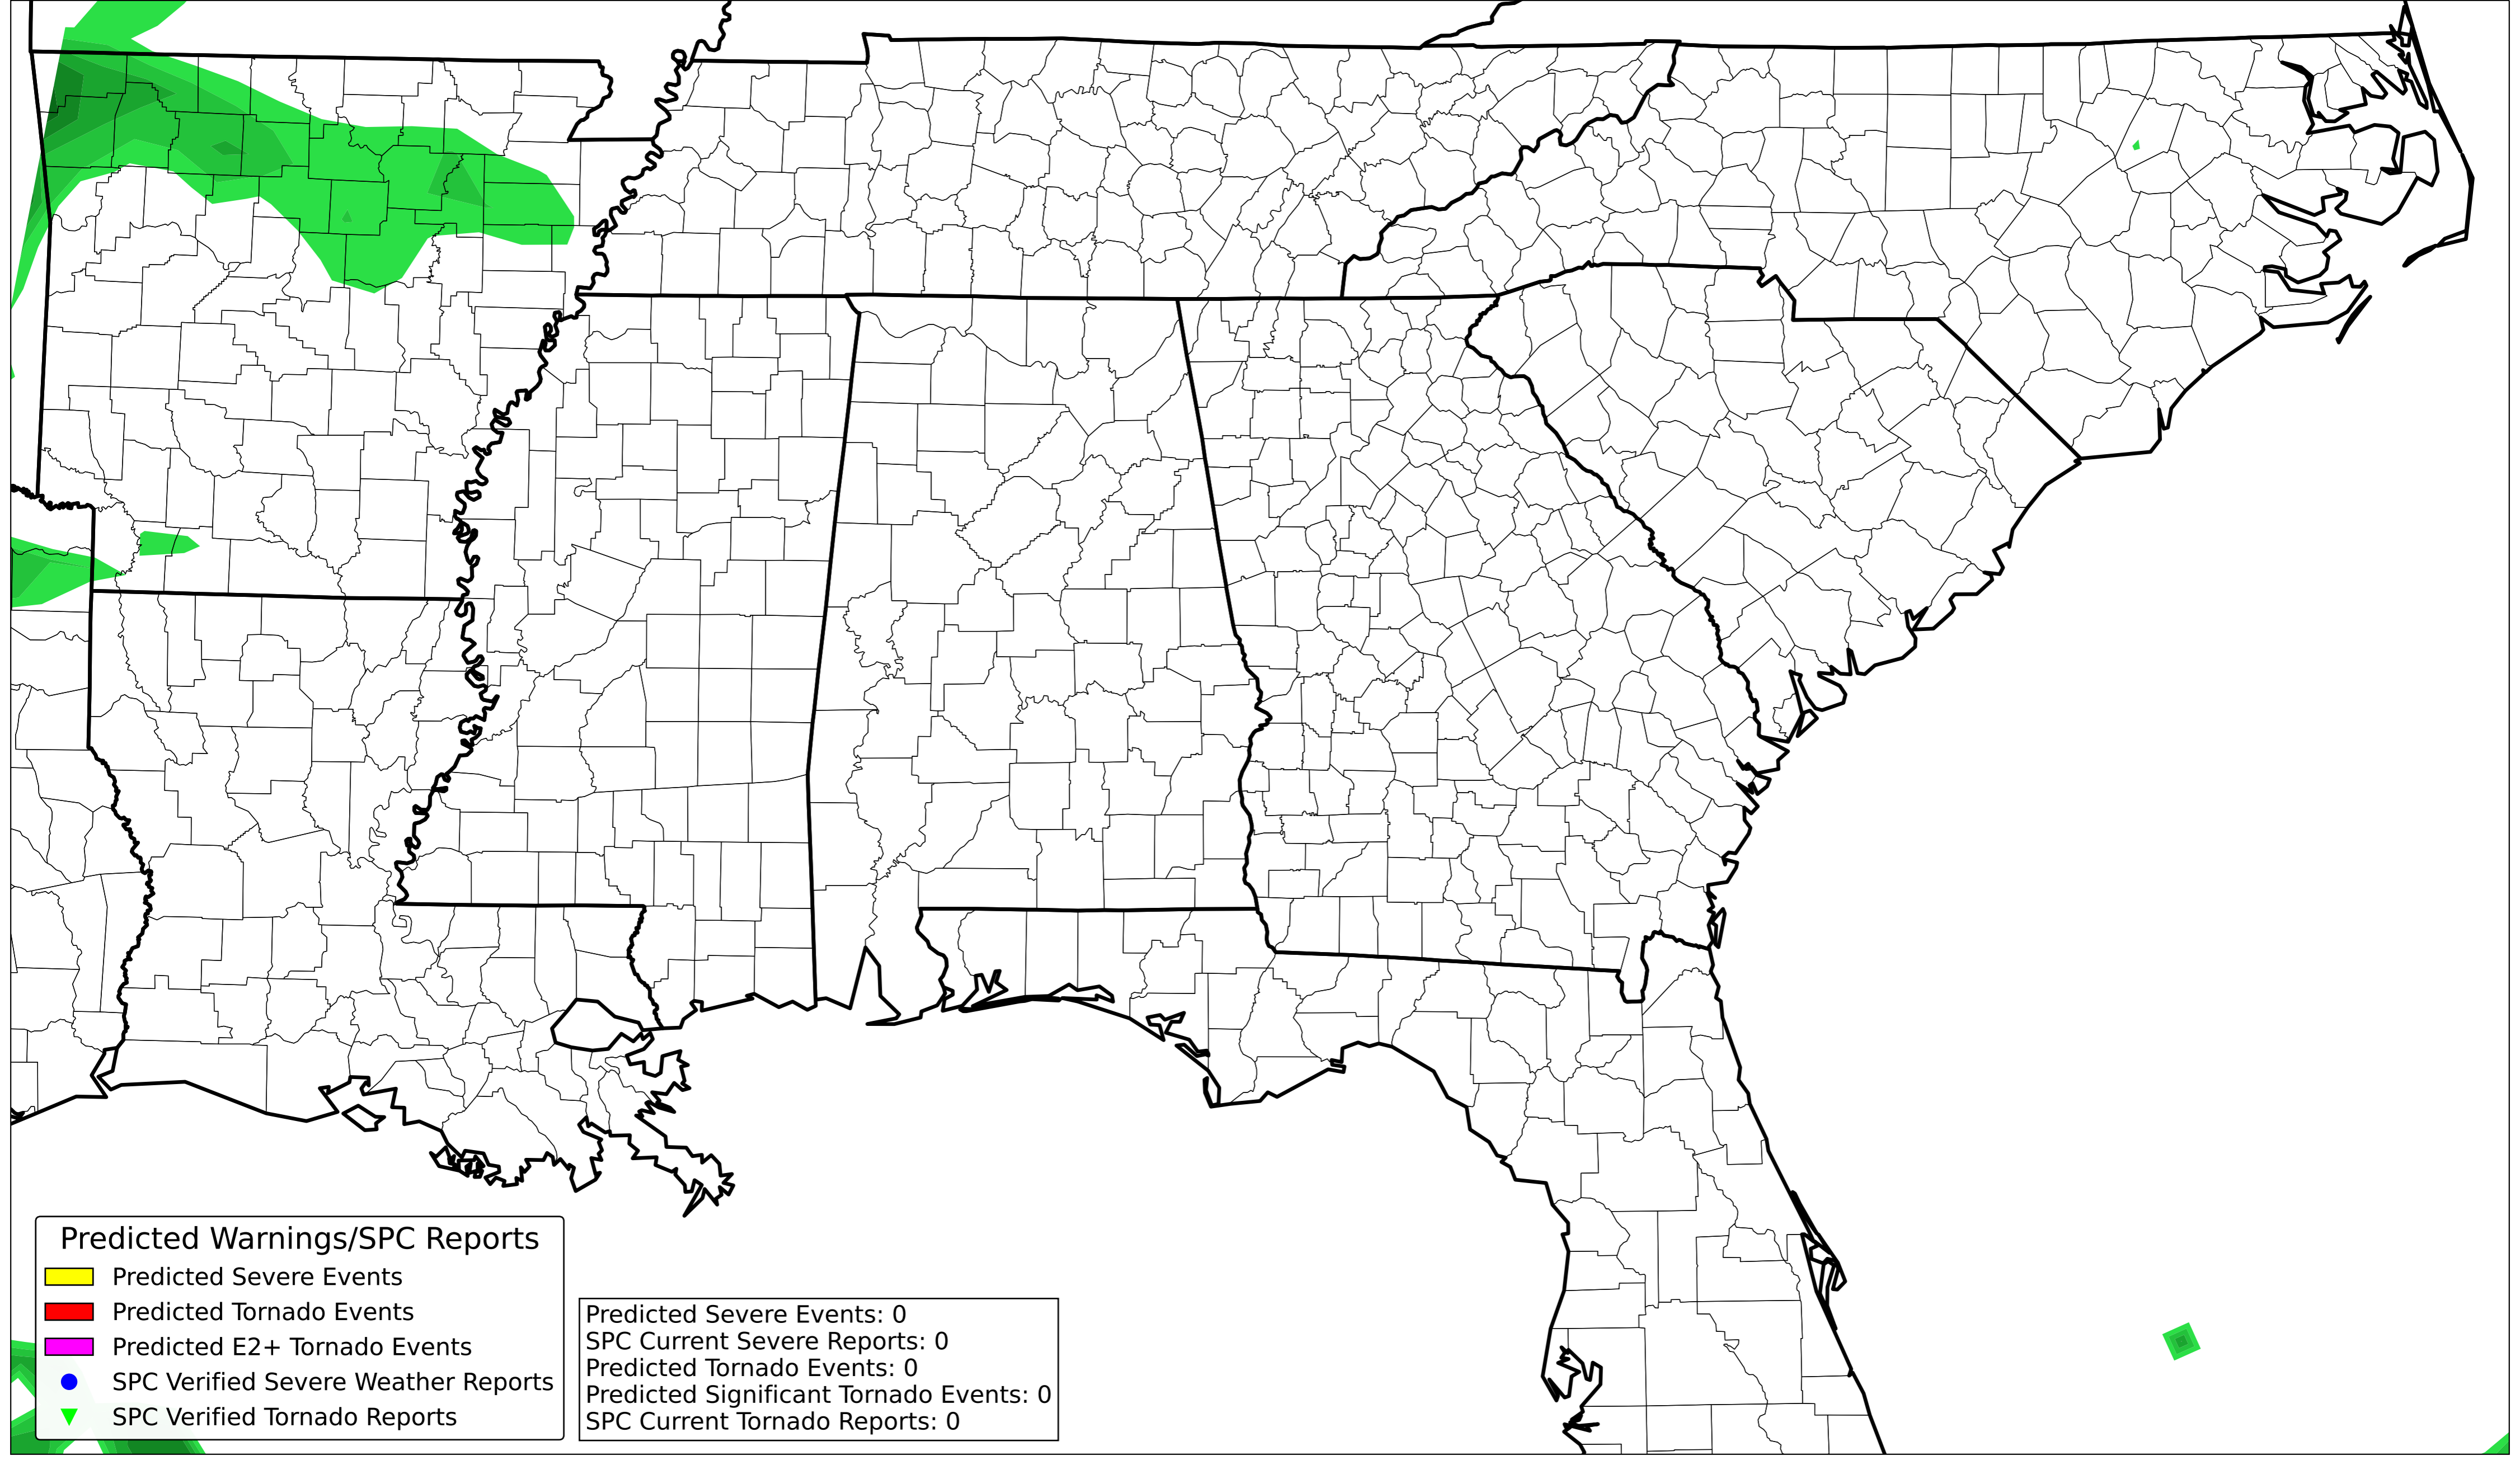 Predicted Warnings/SPC Reports
Predicted Severe Events
Predicted Tornado Events
Predicted E2+ Tornado Events
SPC Verified Severe Weather Reports
SPC Verified Tornado Reports
Predicted Severe Events: 0
SPC Current Severe Reports: 0
Predicted Tornado Events: 0
Predicted Significant Tornado Events: 0
SPC Current Tornado Reports: 0